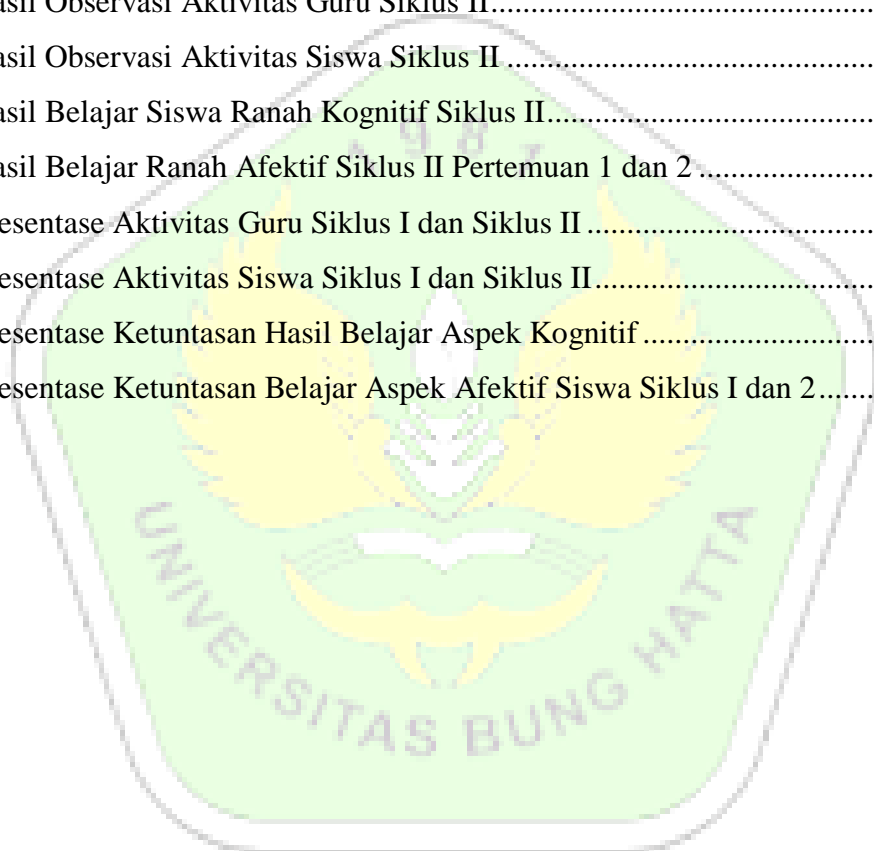 asil Observasi Aktivitas Guru Siklus II................................................
asil Observasi Aktivitas Siswa Siklus II ..............................................
asil Belajar Siswa Ranah Kognitif Siklus II.........................................
asil Belajar Ranah Afektif Siklus II Pertemuan 1 dan 2 ......................
esentase Aktivitas Guru Siklus I dan Siklus II ....................................
esentase Aktivitas Siswa Siklus I dan Siklus II...................................
esentase Ketuntasan Hasil Belajar Aspek Kognitif .............................
esentase Ketuntasan Belajar Aspek Afektif Siswa Siklus I dan 2.......
1981
UNIVERSITAS BUNG HATTA